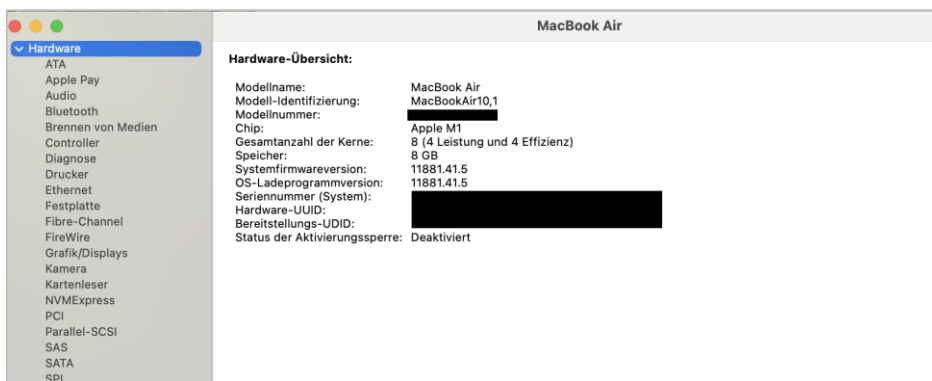 MacBook Air
Hardware
ATA
Apple Pay
Audio
Bluetooth
Brennen von Medien
Controller
Diagnose
Drucker
Ethernet
Festplatte
Fibre-Channel
FireWire
Grafik/Displays
Kamera
Kartenleser
NVMExpress
PCI
Parallel-SCSI
SAS
SATA
SPI
Hardware-Übersicht:
Modellname: MacBook Air
Modell-Identifizierung: MacBookAir10,1
Modellnummer:
Chip: Apple M1
Gesamtanzahl der Kerne: 8 (4 Leistung und 4 Effizienz)
Speicher: 8 GB
Systemfirmwareversion: 11881.41.5
OS-Ladeprogrammversion: 11881.41.5
Seriennummer (System):
Hardware-UUID:
Bereitstellungs-UDID:
Status der Aktivierungssperre: Deaktiviert